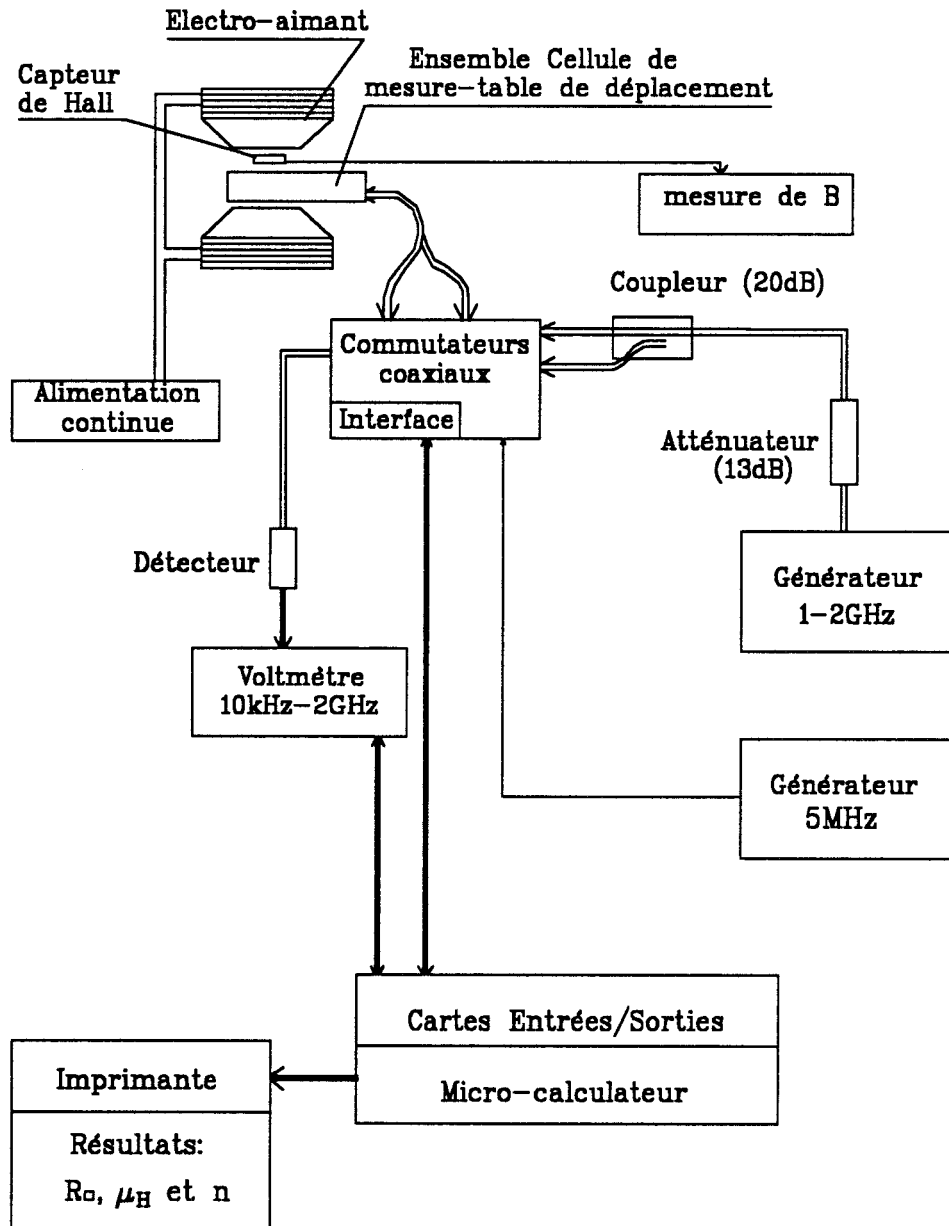 Electro-aimant
Capteur
de Hall
Ensemble Cellule de
mesure-table de déplacement
mesure de B
Coupleur (20dB)
Commutateurs
coaxiaux
Interface
Alimentation
continue
Atténuateur
(13dB)
Détecteur
Générateur
1-2GHz
Voltmétre
10kHz-2GHz
Générateur
5MHz
Cartes Entrées/Sorties
Micro-calculateur
Imprimante
Résultats:
R□, μH et n